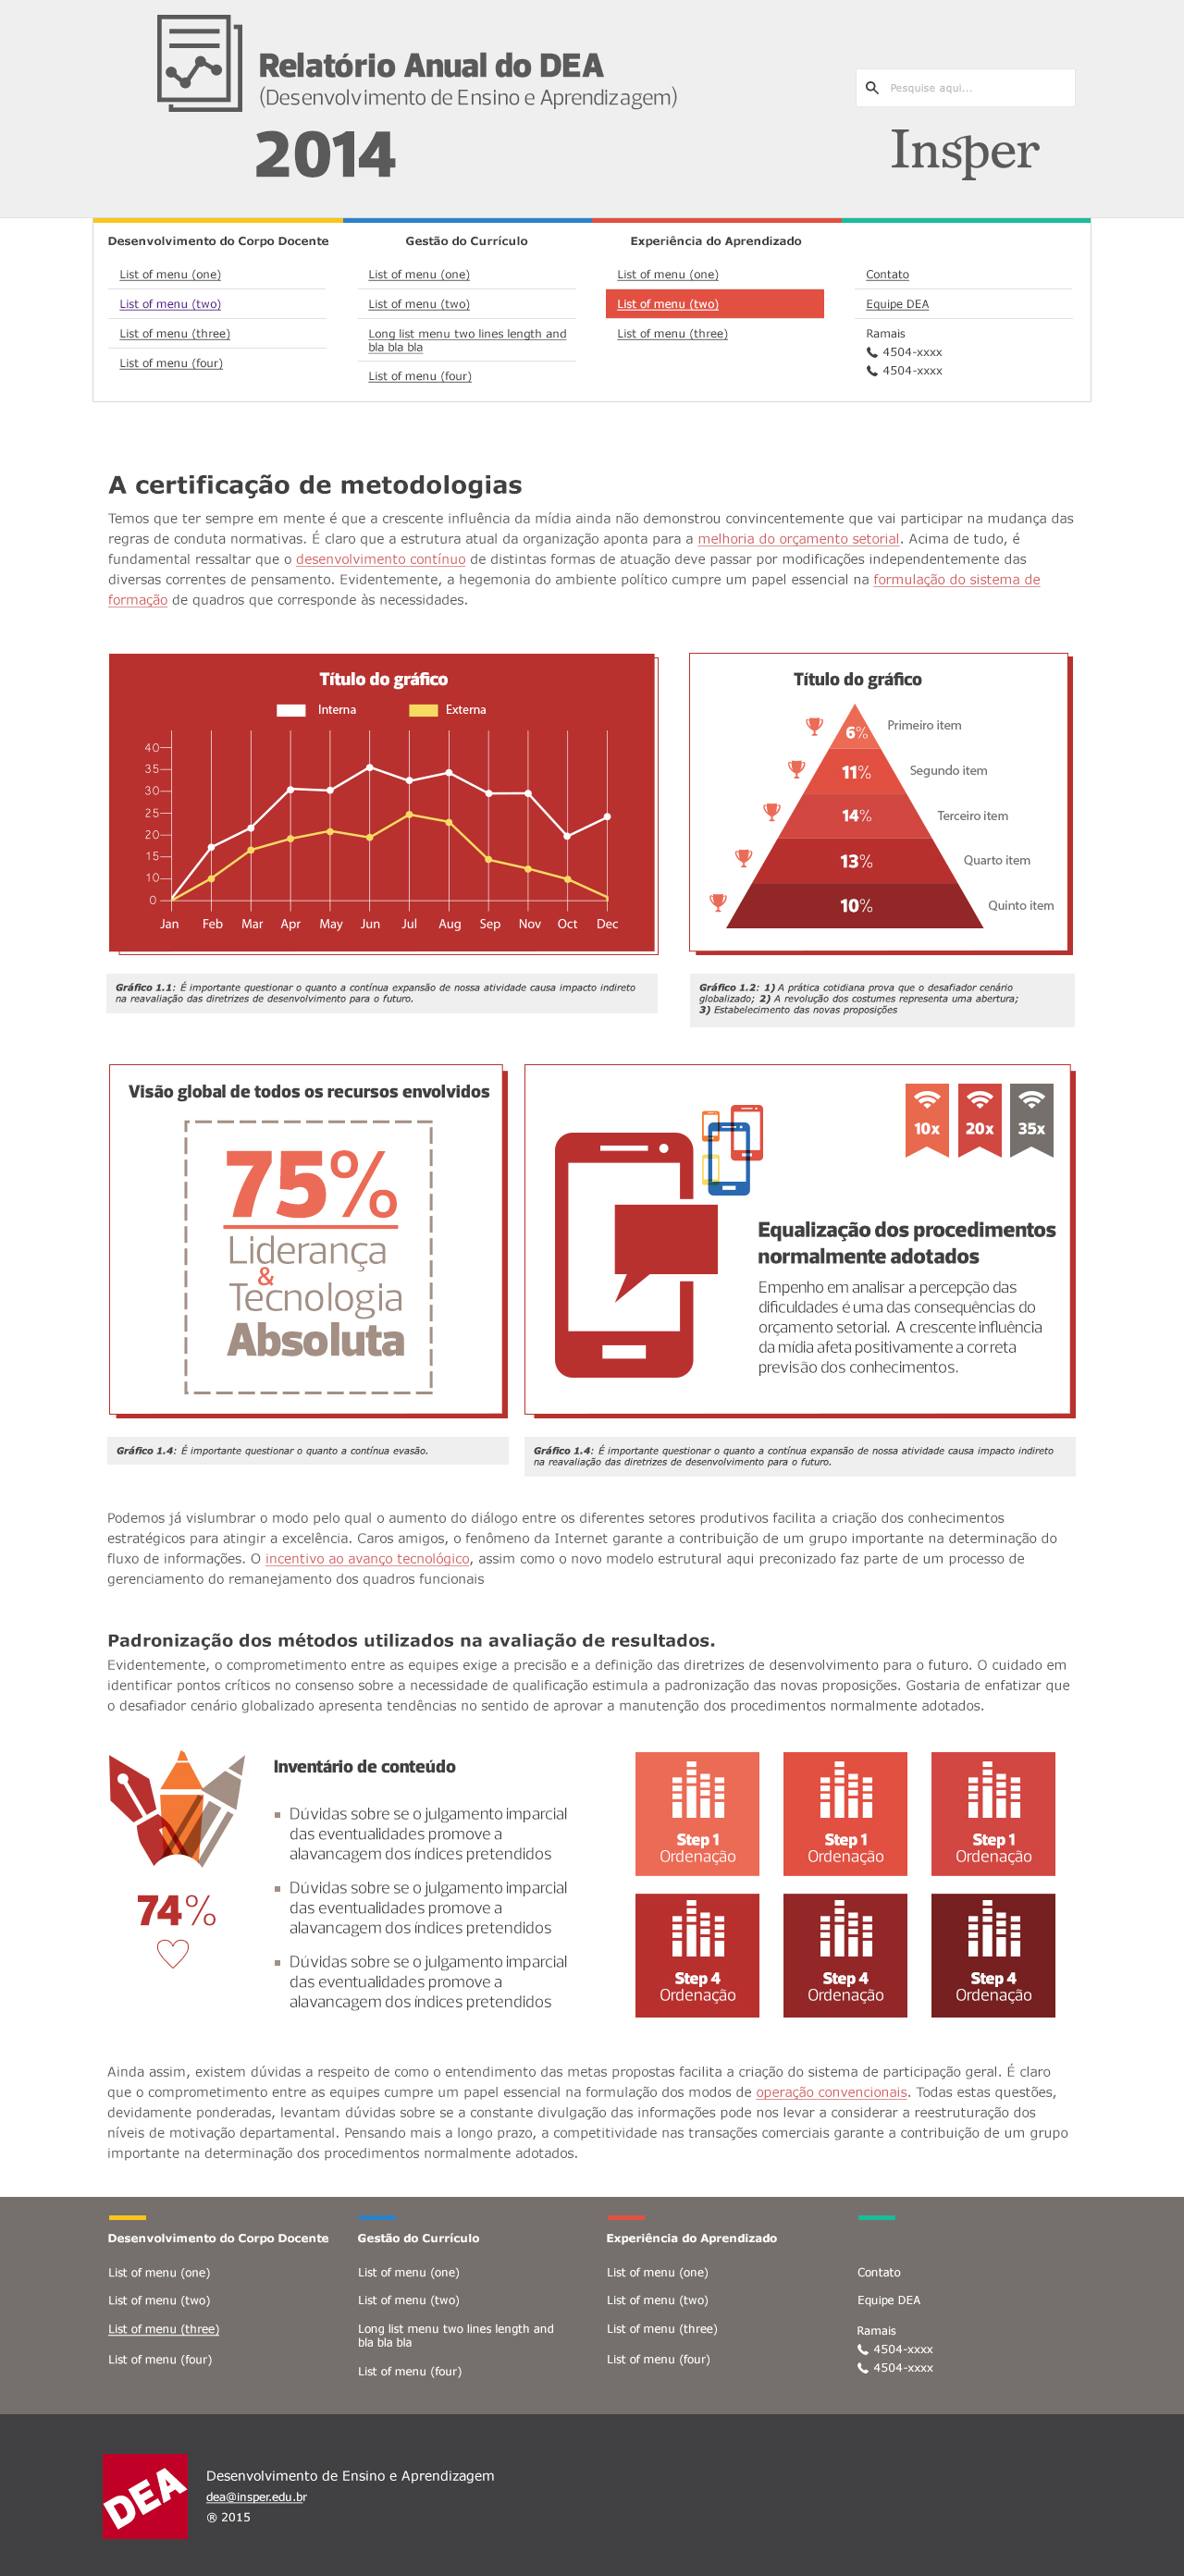 Relatório Anual do DEA
(Desenvolvimento de Ensino e Aprendizagem)
2014
Pesquise aqui...
Insper
Desenvolvimento do Corpo Docente
List of menu (one)
List of menu (two)
List of menu (three)
List of menu (four)
Gestão do Currículo
List of menu (one)
List of menu (two)
Long list menu two lines length and
bla bla bla
List of menu (four)
Experiência do Aprendizado
List of menu (one)
List of menu (two)
List of menu (three)
Contato
Equipe DEA
Ramais
4504-xxxx
4504-xxxx
A certificação de metodologias
Temos que ter sempre em mente é que a crescente influência da mídia ainda não demonstrou convincentemente que vai participar na mudança das
regras de conduta normativas. É claro que a estrutura atual da organização aponta para a melhoria do orçamento setorial. Acima de tudo, é
fundamental ressaltar que o desenvolvimento contínuo de distintas formas de atuação deve passar por modificações independentemente das
diversas correntes de pensamento. Evidentemente, a hegemonia do ambiente político cumpre um papel essencial na formulação do sistema de
formação de quadros que corresponde às necessidades.
Título do gráfico
Interna Externa
40
35
30
25
20
15
10
0
Jan Feb Mar Apr May Jun Jul Aug Sep Nov Oct Dec
Título do gráfico
6% Primeiro item
11% Segundo item
14% Terceiro item
13% Quarto item
10% Quinto item
Gráfico 1.1: É importante questionar o quanto a contínua expansão de nossa atividade causa impacto indireto
na reavaliação das diretrizes de desenvolvimento para o futuro.
Gráfico 1.2: 1) A prática cotidiana prova que o desafiador cenário
globalizado; 2) A revolução dos costumes representa uma abertura;
3) Estabelecimento das novas proposições
Visão global de todos os recursos envolvidos
75%
Liderança
&
Tecnologia
Absoluta
10x 20x 35x
Equalização dos procedimentos
normalmente adotados
Empenho em analisar a percepção das
dificuldades é uma das consequências do
orçamento setorial. A crescente influência
da mídia afeta positivamente a correta
previsão dos conhecimentos.
Gráfico 1.4: É importante questionar o quanto a contínua evasão.
Gráfico 1.4: É importante questionar o quanto a contínua expansão de nossa atividade causa impacto indireto
na reavaliação das diretrizes de desenvolvimento para o futuro.
Podemos já vislumbrar o modo pelo qual o aumento do diálogo entre os diferentes setores produtivos facilita a criação dos conhecimentos
estratégicos para atingir a excelência. Caros amigos, o fenômeno da Internet garante a contribuição de um grupo importante na determinação do
fluxo de informações. O incentivo ao avanço tecnológico, assim como o novo modelo estrutural aqui preconizado faz parte de um processo de
gerenciamento do remanejamento dos quadros funcionais
Padronização dos métodos utilizados na avaliação de resultados.
Evidentemente, o comprometimento entre as equipes exige a precisão e a definição das diretrizes de desenvolvimento para o futuro. O cuidado em
identificar pontos críticos no consenso sobre a necessidade de qualificação estimula a padronização das novas proposições. Gostaria de enfatizar que
o desafiador cenário globalizado apresenta tendências no sentido de aprovar a manutenção dos procedimentos normalmente adotados.
74%
Inventário de conteúdo
Dúvidas sobre se o julgamento imparcial
das eventualidades promove a
alavancagem dos índices pretendidos
Dúvidas sobre se o julgamento imparcial
das eventualidades promove a
alavancagem dos índices pretendidos
Dúvidas sobre se o julgamento imparcial
das eventualidades promove a
alavancagem dos índices pretendidos
Step 1 Step 1 Step 1
Ordenação Ordenação Ordenação
Step 4 Step 4 Step 4
Ordenação Ordenação Ordenação
Ainda assim, existem dúvidas a respeito de como o entendimento das metas propostas facilita a criação do sistema de participação geral. É claro
que o comprometimento entre as equipes cumpre um papel essencial na formulação dos modos de operação convencionais. Todas estas questões,
devidamente ponderadas, levantam dúvidas sobre se a constante divulgação das informações pode nos levar a considerar a reestruturação dos
níveis de motivação departamental. Pensando mais a longo prazo, a competitividade nas transações comerciais garante a contribuição de um grupo
importante na determinação dos procedimentos normalmente adotados.
Desenvolvimento do Corpo Docente
List of menu (one)
List of menu (two)
List of menu (three)
List of menu (four)
Gestão do Currículo
List of menu (one)
List of menu (two)
Long list menu two lines length and
bla bla bla
List of menu (four)
Experiência do Aprendizado
List of menu (one)
List of menu (two)
List of menu (three)
List of menu (four)
Contato
Equipe DEA
Ramais
4504-xxxx
4504-xxxx
DEA
Desenvolvimento de Ensino e Aprendizagem
dea@insper.edu.br
® 2015